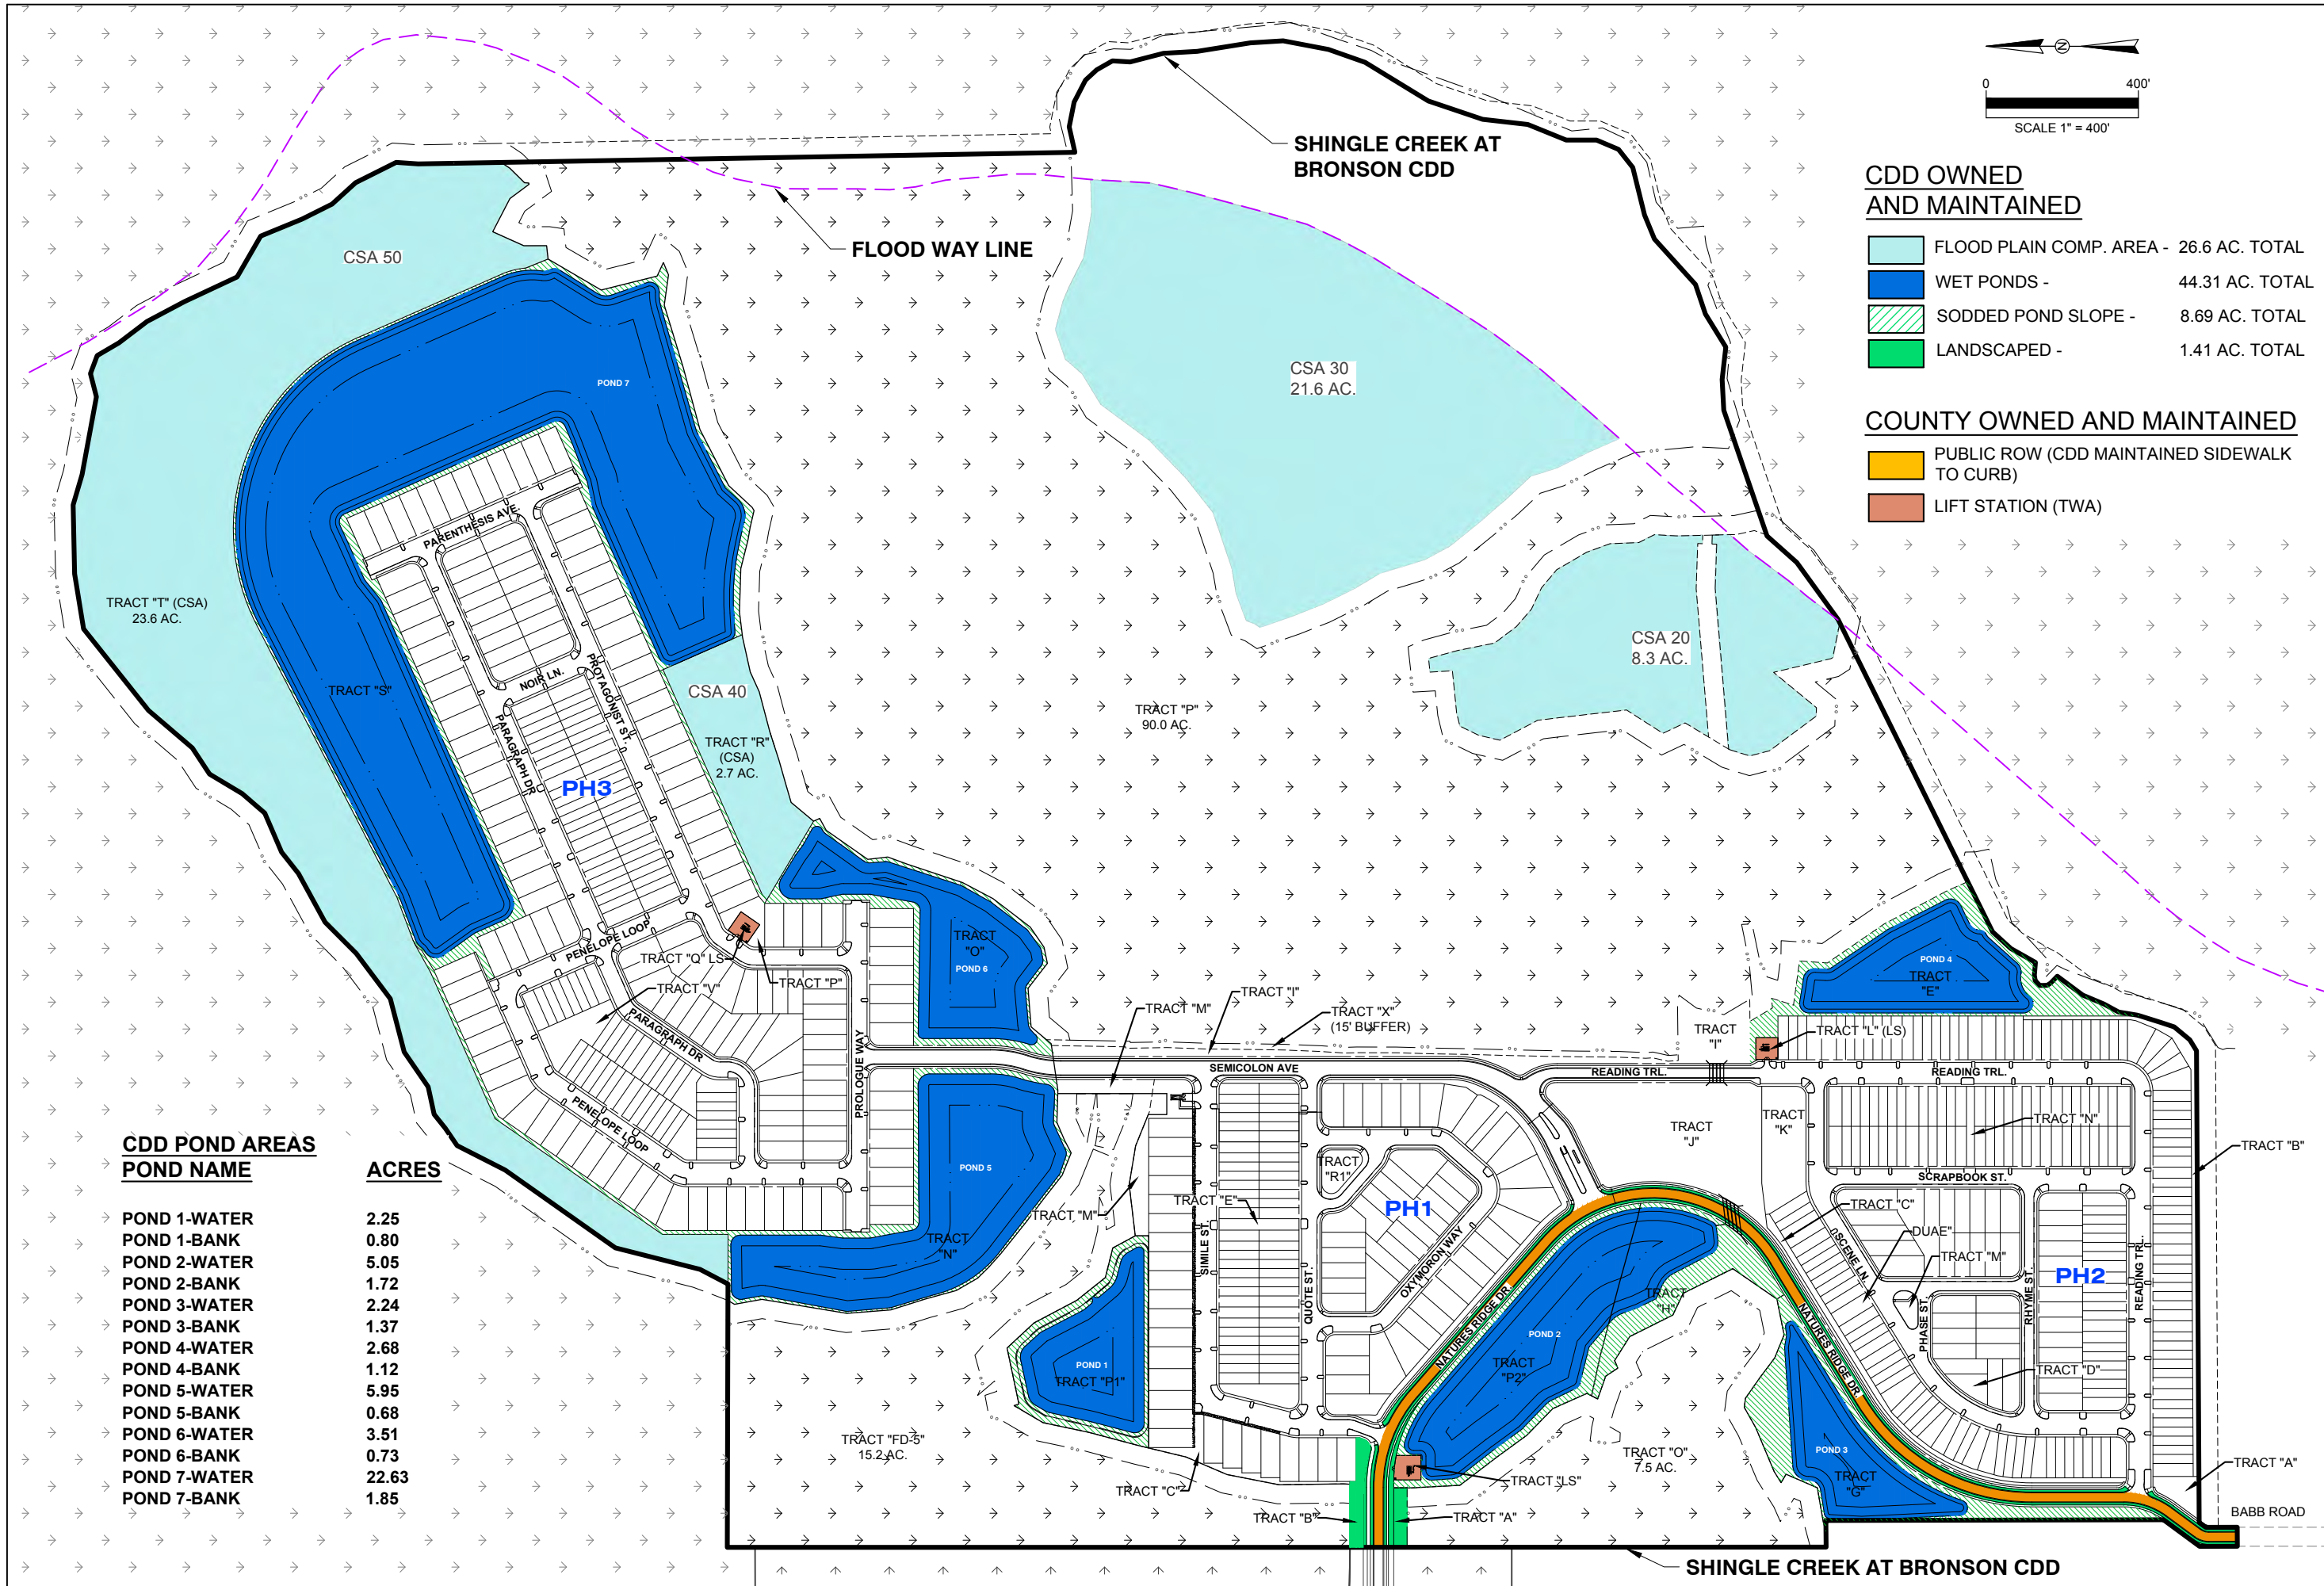 N
0 400'
SCALE 1" = 400'
SHINGLE CREEK AT
BRONSON CDD
FLOOD WAY LINE
CDD OWNED
AND MAINTAINED
FLOOD PLAIN COMP. AREA - 26.6 AC. TOTAL
WET PONDS - 44.31 AC. TOTAL
SODDED POND SLOPE - 8.69 AC. TOTAL
LANDSCAPED - 1.41 AC. TOTAL
COUNTY OWNED AND MAINTAINED
PUBLIC ROW (CDD MAINTAINED SIDEWALK
TO CURB)
LIFT STATION (TWA)
CSA 50
POND 7
CSA 30
21.6 AC.
PARENTHESIS AVE.
TRACT "T" (CSA)
23.6 AC.
CSA 20
8.3 AC.
NOIR LN.
PROTAGONIST ST.
TRACT "S"
CSA 40
PARAGRAPH DR
TRACT "P"
90.0 AC.
TRACT "R"
(CSA)
2.7 AC.
PH3
PENELOPE LOOP
TRACT "Q" LS
TRACT "O"
POND 6
TRACT "V"
TRACT "P"
PARAGRAPH DR
PROLOGUE WAY
PENELOPE LOOP
POND 4
TRACT
"E"
TRACT "M"
TRACT "I"
TRACT "X"
(15' BUFFER)
TRACT
"I"
TRACT "L" (LS)
SEMICOLON AVE
READING TRL.
READING TRL.
TRACT
"J"
TRACT
"K"
TRACT "N"
TRACT "B"
SCRAPBOOK ST.
POND 5
TRACT
"R1"
TRACT "E"
TRACT "M"
PH1
TRACT
"N"
SIMILE ST.
QUOTE ST.
OXYMORON WAY
TRACT "C"
DUAE"
SCENE LN.
TRACT "M"
PH2
PHASE ST.
RHYME ST.
READING TRL.
NATURES RIDGE DR
NATURES RIDGE DR.
TRACT
"H"
POND 2
TRACT
"P2"
POND 1
TRACT "P1"
TRACT "D"
TRACT "FD-5"
15.2 AC.
TRACT "O"
7.5 AC.
POND 3
TRACT
"G"
TRACT "C"
TRACT "LS"
TRACT "A"
TRACT "B"
TRACT "A"
BABB ROAD
SHINGLE CREEK AT BRONSON CDD
CDD POND AREAS
POND NAME ACRES
POND 1-WATER 2.25
POND 1-BANK 0.80
POND 2-WATER 5.05
POND 2-BANK 1.72
POND 3-WATER 2.24
POND 3-BANK 1.37
POND 4-WATER 2.68
POND 4-BANK 1.12
POND 5-WATER 5.95
POND 5-BANK 0.68
POND 6-WATER 3.51
POND 6-BANK 0.73
POND 7-WATER 22.63
POND 7-BANK 1.85